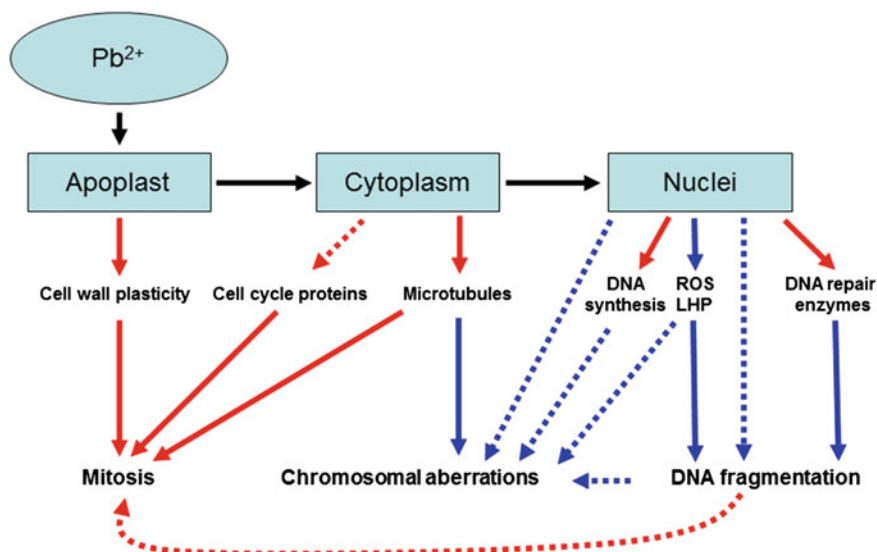 Pb²⁺
Apoplast
Cytoplasm
Nuclei
Cell wall plasticity
Cell cycle proteins
Microtubules
DNA
synthesis
ROS
LHP
DNA repair
enzymes
Mitosis
Chromosomal aberrations
DNA fragmentation